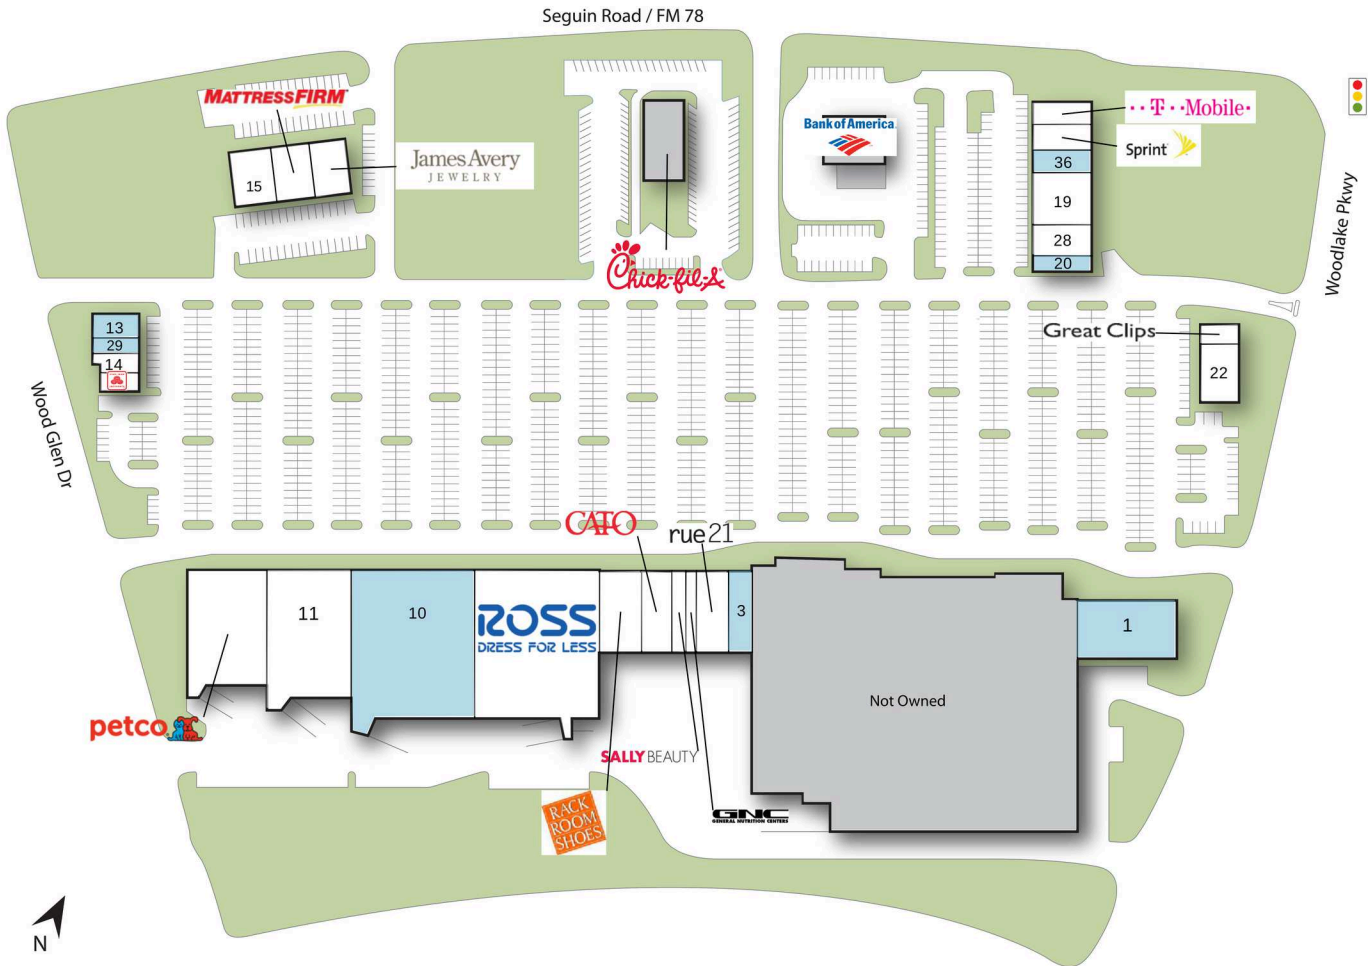 Seguin Road / FM 78
MATTRESSFIRM
James Avery
JEWELRY
15
Chick-fil-A
Bank of America
T-Mobile
Sprint
36
19
28
20
Woodlake Pkwy
13
29
14
Wood Glen Dr
Great Clips
22
CATO
rue21
11
10
ROSS
DRESS FOR LESS
3
1
Not Owned
petco
SALLY BEAUTY
RACK
ROOM
SHOES
GNC
GENERAL NUTRITION CENTERS
N